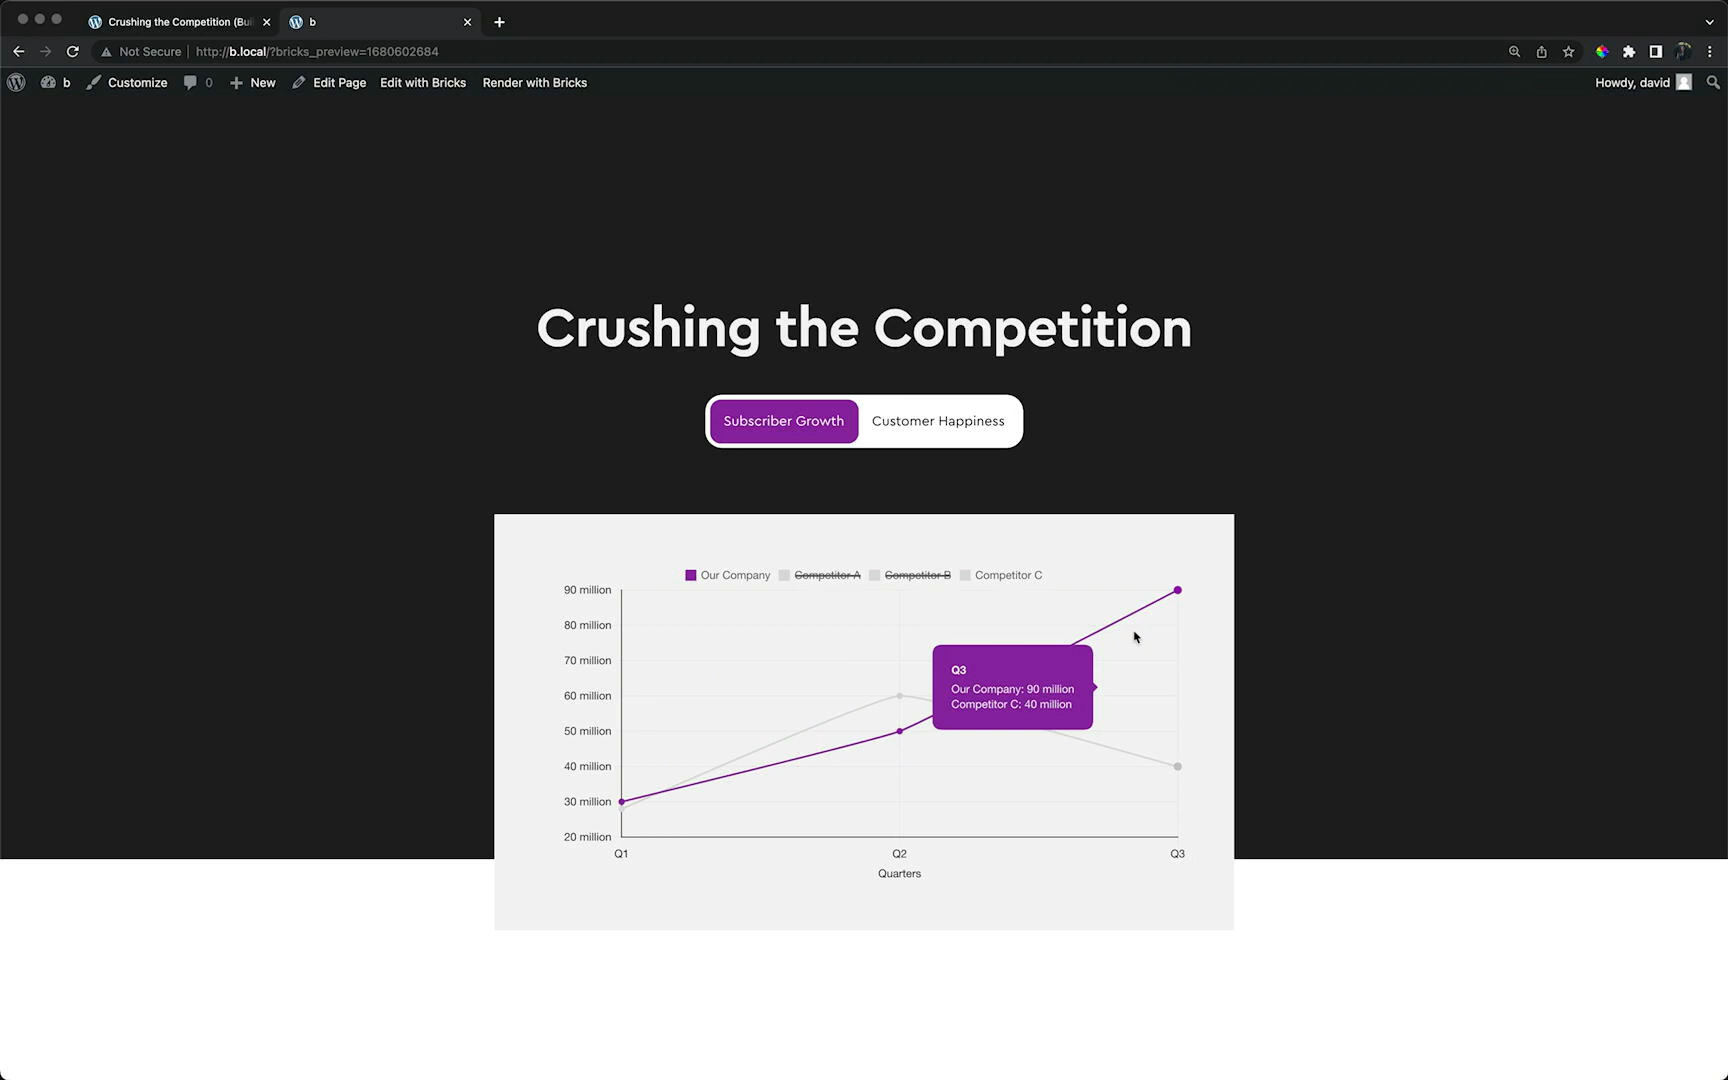 Crushing the Competition (Bui
b
Not Secure
http://b.local/?bricks_preview=1680602684
b Customize 0 New Edit Page Edit with Bricks Render with Bricks Howdy, david
Crushing the Competition
Subscriber Growth Customer Happiness
Our Company Competitor A Competitor B Competitor C
90 million
80 million
70 million
60 million
50 million
40 million
30 million
20 million
Q3
Our Company: 90 million
Competitor C: 40 million
Q1 Q2 Q3
Quarters